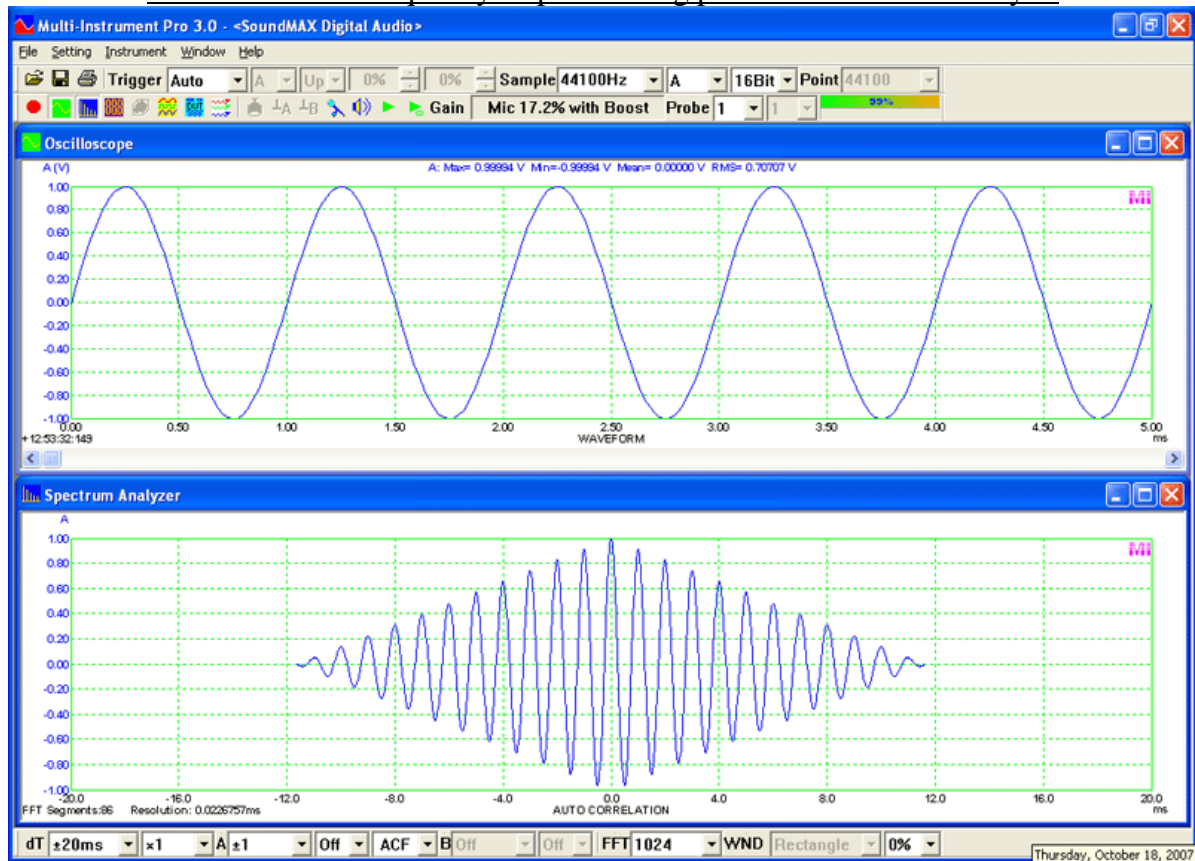 Multi-Instrument Pro 3.0 - <SoundMAX Digital Audio>
File Setting Instrument Window Help
Trigger Auto A Up 0% 0% Sample 44100Hz A 16Bit Point 44100
A B Gain Mic 17.2% with Boost Probe 1 1 99%
Oscilloscope
A (V) A: Max= 0.99994 V Min=-0.99994 V Mean= 0.00000 V RMS= 0.70707 V
MI
1.00
0.80
0.60
0.40
0.20
0.00
-0.20
-0.40
-0.60
-0.80
-1.00
0.00 0.50 1.00 1.50 2.00 2.50 3.00 3.50 4.00 4.50 5.00
+12:53:32:149 WAVEFORM ms
Spectrum Analyzer
A
MI
1.00
0.80
0.60
0.40
0.20
0.00
-0.20
-0.40
-0.60
-0.80
-1.00
-20.0 -16.0 -12.0 -8.0 -4.0 0.0 4.0 8.0 12.0 16.0 20.0
FFT Segments:86 Resolution: 0.0226757ms AUTO CORRELATION ms
dT ±20ms ×1 A ±1 Off ACF B Off Off FFT 1024 WND Rectangle 0%
Thursday, October 18, 2007